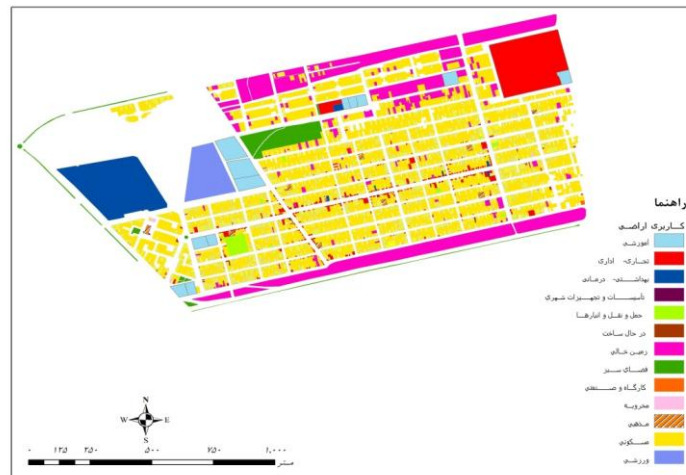 راهنما
کاربری اراضی
آموزشی
تجاری- اداری
بهداشتی- درمانی
تأسیسات و تجهیزات شهری
حمل و نقل و انبارها
در حال ساخت
زمین خالی
فضای سبز
کارگاه و صنعتی
مخروبه
مذهبی
مسکونی
ورزشی
N
W E
S
۰ ۱۲۵ ۲۵۰ ۵۰۰ ۷۵۰ ۱,۰۰۰
متر